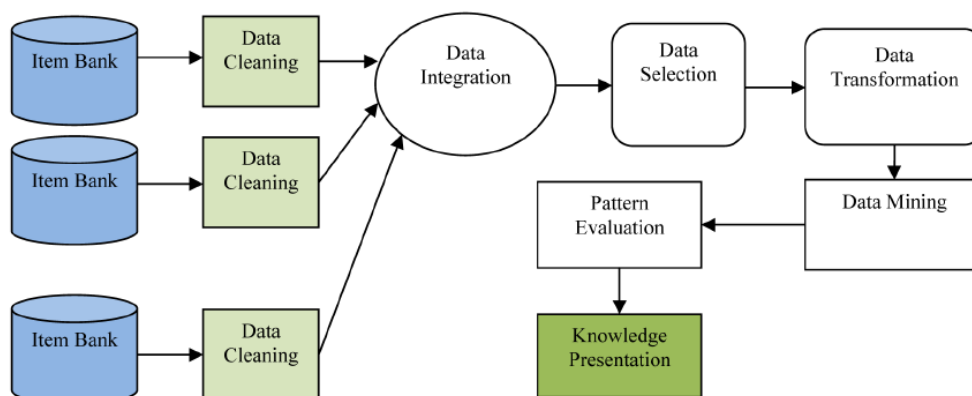 Item Bank
Data
Cleaning
Data
Integration
Data
Selection
Data
Transformation
Item Bank
Data
Cleaning
Pattern
Evaluation
Data Mining
Item Bank
Data
Cleaning
Knowledge
Presentation